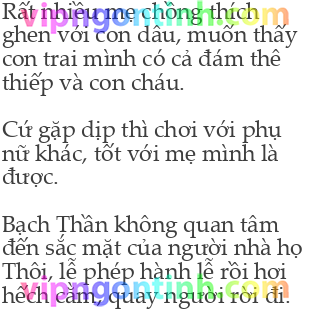 Rất nhiều mẹ chồng thích
vipngontinh.com
ghen với con dâu, muốn thấy
con trai mình có cả đám thê
thiếp và con cháu.
Cứ gặp dịp thì chơi với phụ
nữ khác, tốt với mẹ mình là
được.
Bạch Thần không quan tâm
đến sắc mặt của người nhà họ
Thôi, lễ phép hành lễ rồi hơi
hếch cằm, quay người rời đi.
vipngontinh.com